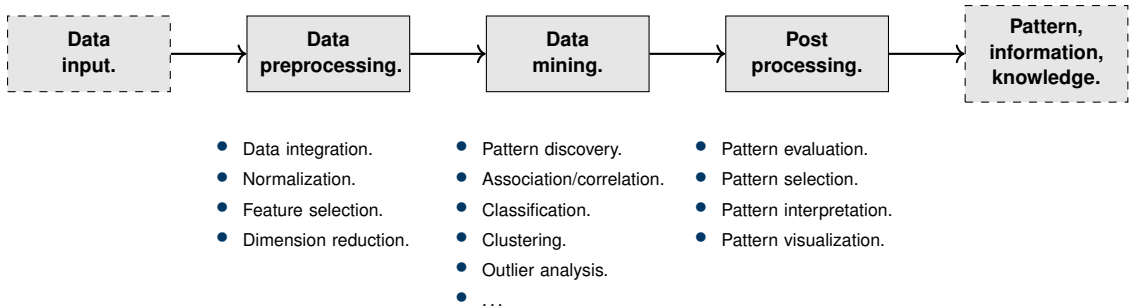 Data
input.
Data
preprocessing.
Data
mining.
Post
processing.
Pattern,
information,
knowledge.
• Data integration.
• Normalization.
• Feature selection.
• Dimension reduction.
• Pattern discovery.
• Association/correlation.
• Classification.
• Clustering.
• Outlier analysis.
• ...
• Pattern evaluation.
• Pattern selection.
• Pattern interpretation.
• Pattern visualization.